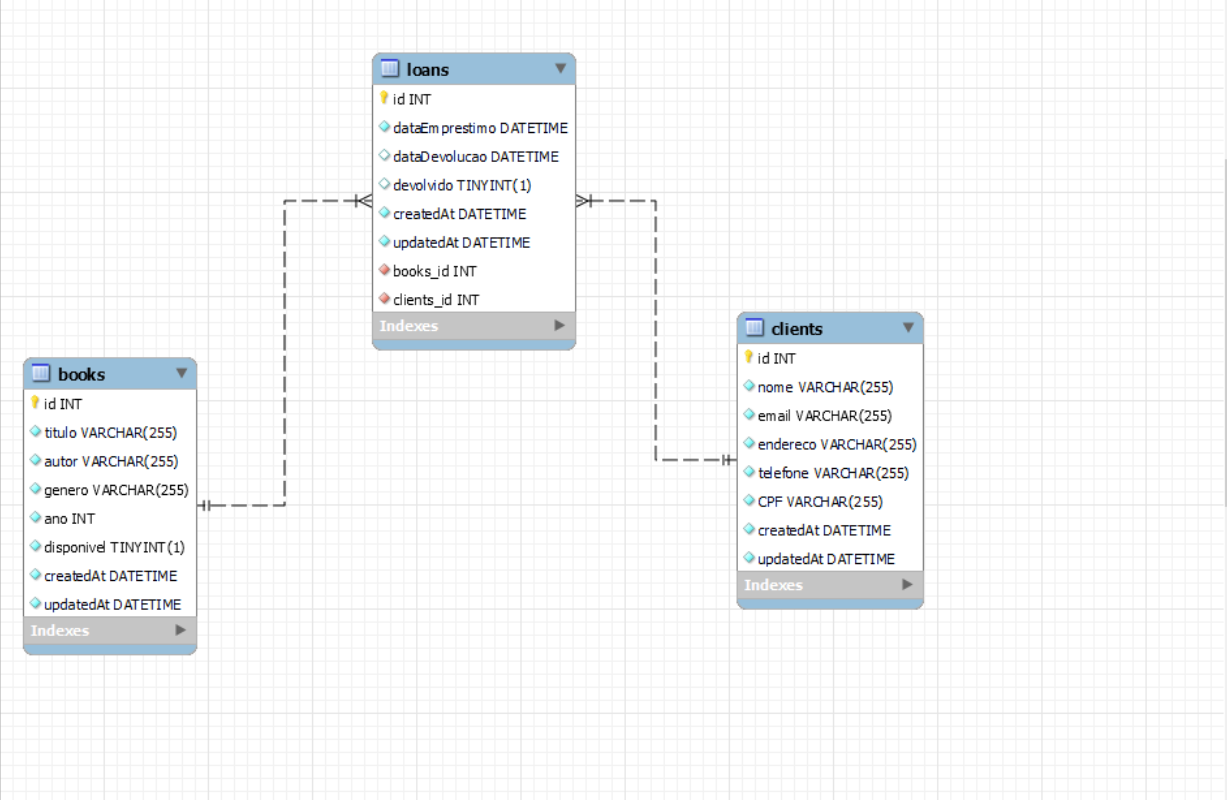 loans
id INT
dataEmprestimo DATETIME
dataDevolucao DATETIME
devolvido TINYINT(1)
createdAt DATETIME
updatedAt DATETIME
books_id INT
clients_id INT
Indexes
clients
id INT
nome VARCHAR(255)
email VARCHAR(255)
endereco VARCHAR(255)
telefone VARCHAR(255)
CPF VARCHAR(255)
createdAt DATETIME
updatedAt DATETIME
Indexes
books
id INT
titulo VARCHAR(255)
autor VARCHAR(255)
genero VARCHAR(255)
ano INT
disponivel TINYINT(1)
createdAt DATETIME
updatedAt DATETIME
Indexes